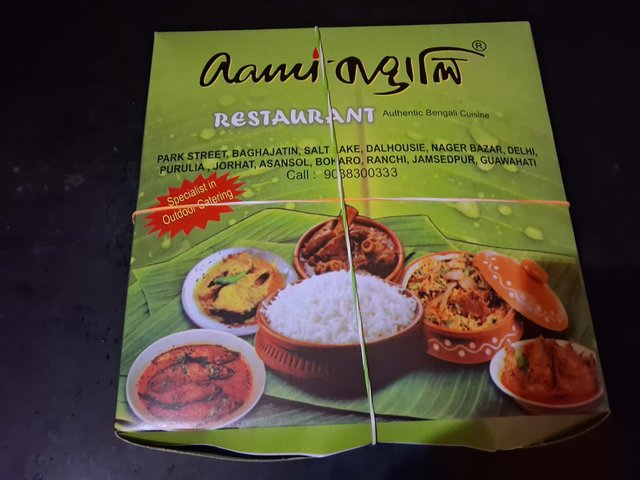 aami বাঙালি ®
RESTAURANT Authentic Bengali Cuisine
PARK STREET, BAGHAJATIN, SALT LAKE, DALHOUSIE, NAGER BAZAR, DELHI,
PURULIA , JORHAT, ASANSOL, BOKARO, RANCHI, JAMSEDPUR, GUAWAHATI
Call : 9038300333
Specialist in
Outdoor Catering